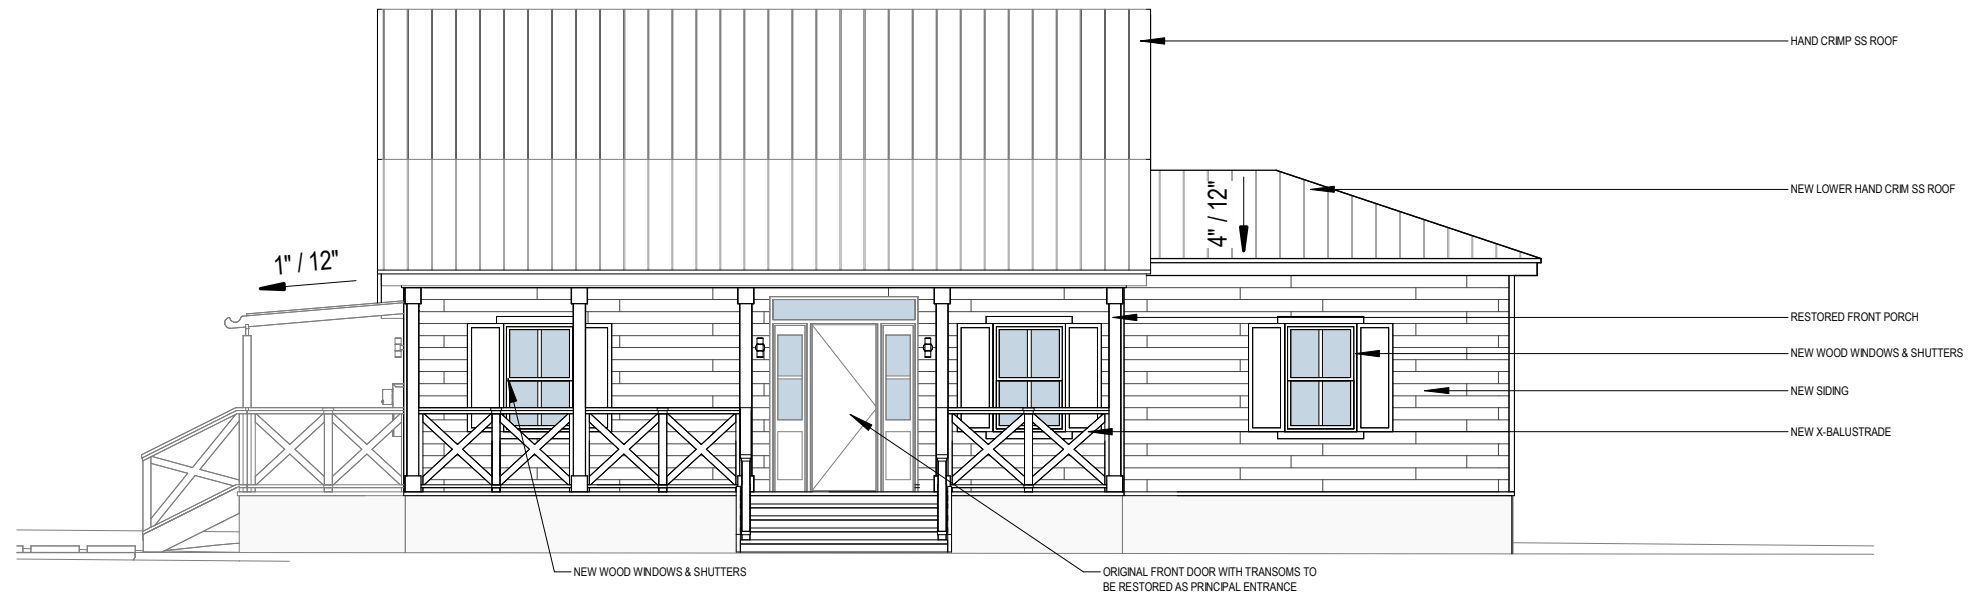 HAND CRIMP SS ROOF
NEW LOWER HAND CRIM SS ROOF
4" / 12"
1" / 12"
RESTORED FRONT PORCH
NEW WOOD WINDOWS & SHUTTERS
NEW SIDING
NEW X-BALUSTRADE
NEW WOOD WINDOWS & SHUTTERS
ORIGINAL FRONT DOOR WITH TRANSOMS TO
BE RESTORED AS PRINCIPAL ENTRANCE